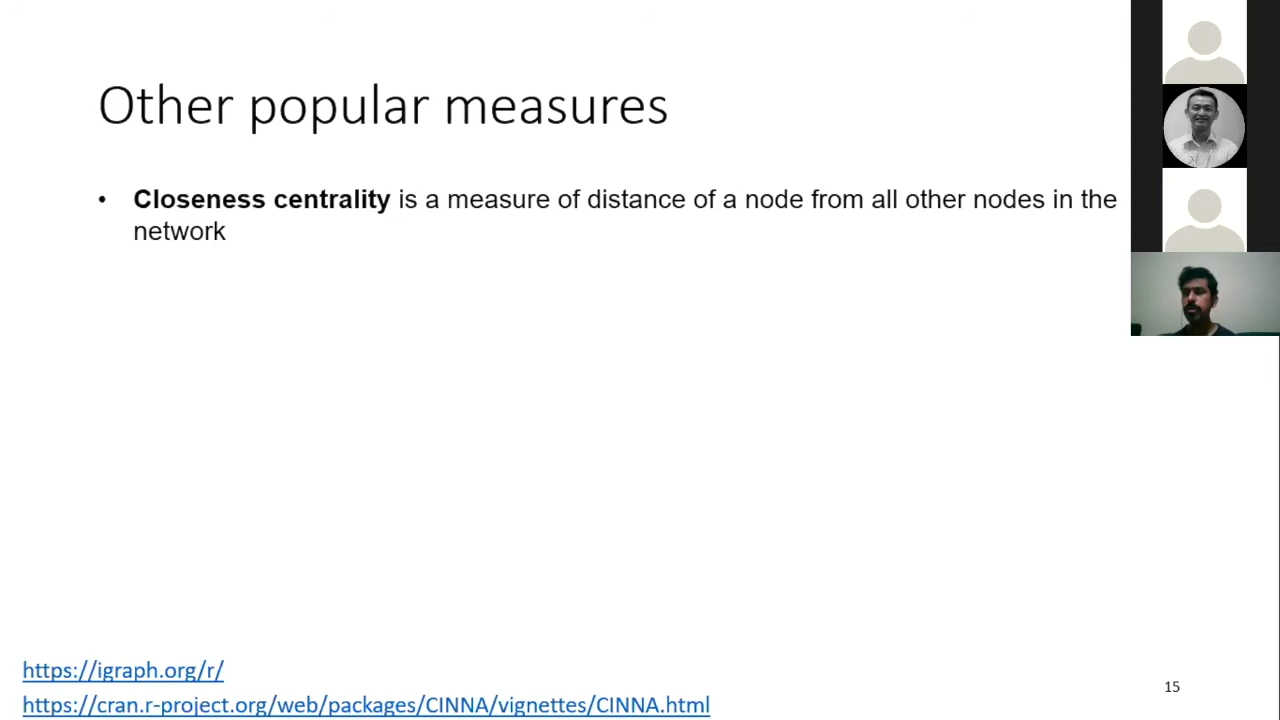 Other popular measures
• Closeness centrality is a measure of distance of a node from all other nodes in the
network
https://igraph.org/r/
https://cran.r-project.org/web/packages/CINNA/vignettes/CINNA.html
15